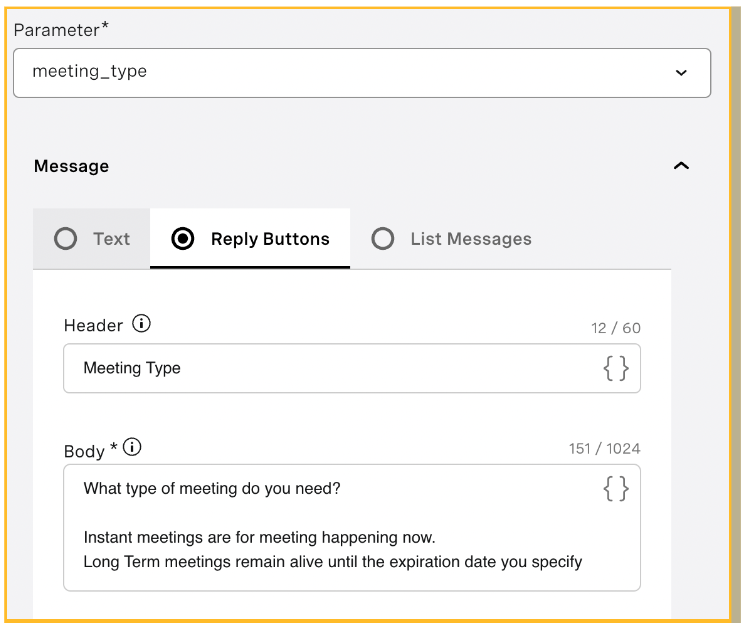 Parameter*
meeting_type
Message
Text Reply Buttons List Messages
Header 12 / 60
Meeting Type { }
Body * 151 / 1024
What type of meeting do you need? { }
Instant meetings are for meeting happening now.
Long Term meetings remain alive until the expiration date you specify